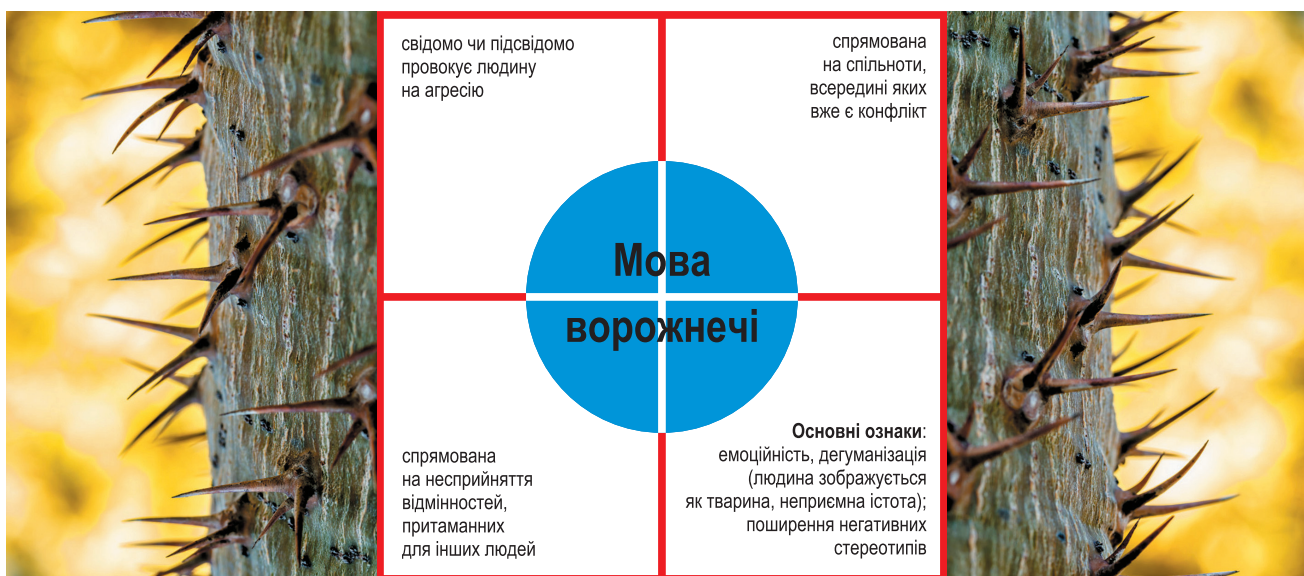 свідомо чи підсвідомо
провокує людину
на агресію
спрямована
на спільноти,
всередині яких
вже є конфлікт
Мова
ворожнечі
спрямована
на несприйняття
відмінностей,
притаманних
для інших людей
Основні ознаки:
емоційність, дегуманізація
(людина зображується
як тварина, неприємна істота);
поширення негативних
стереотипів